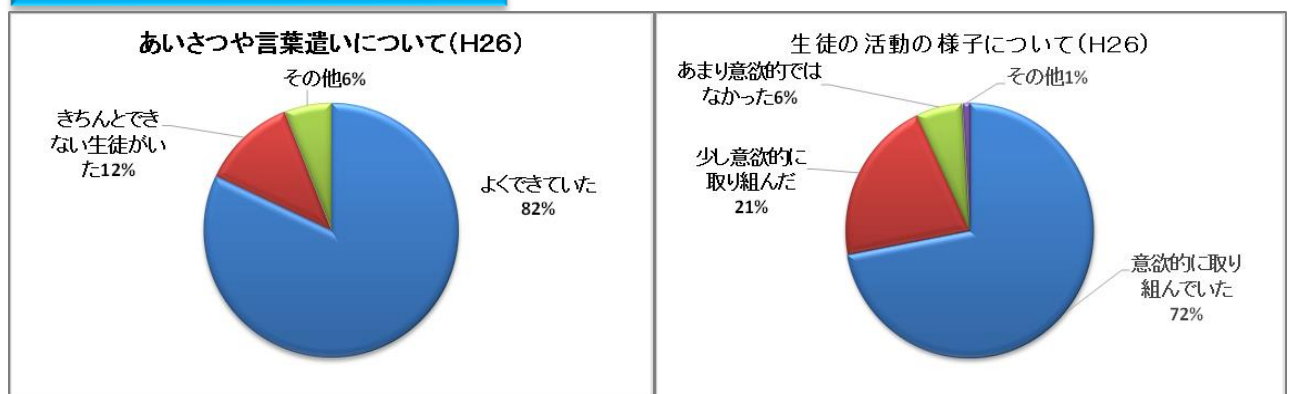 あいさつや言葉遣いについて(H26)
その他6%
きちんとでき
ない生徒がい
た12%
よくできていた
82%
生徒の活動の様子について(H26)
あまり意欲的では
なかった6%
その他1%
少し意欲的に
取り組んだ
21%
意欲的に取り
組んでいた
72%